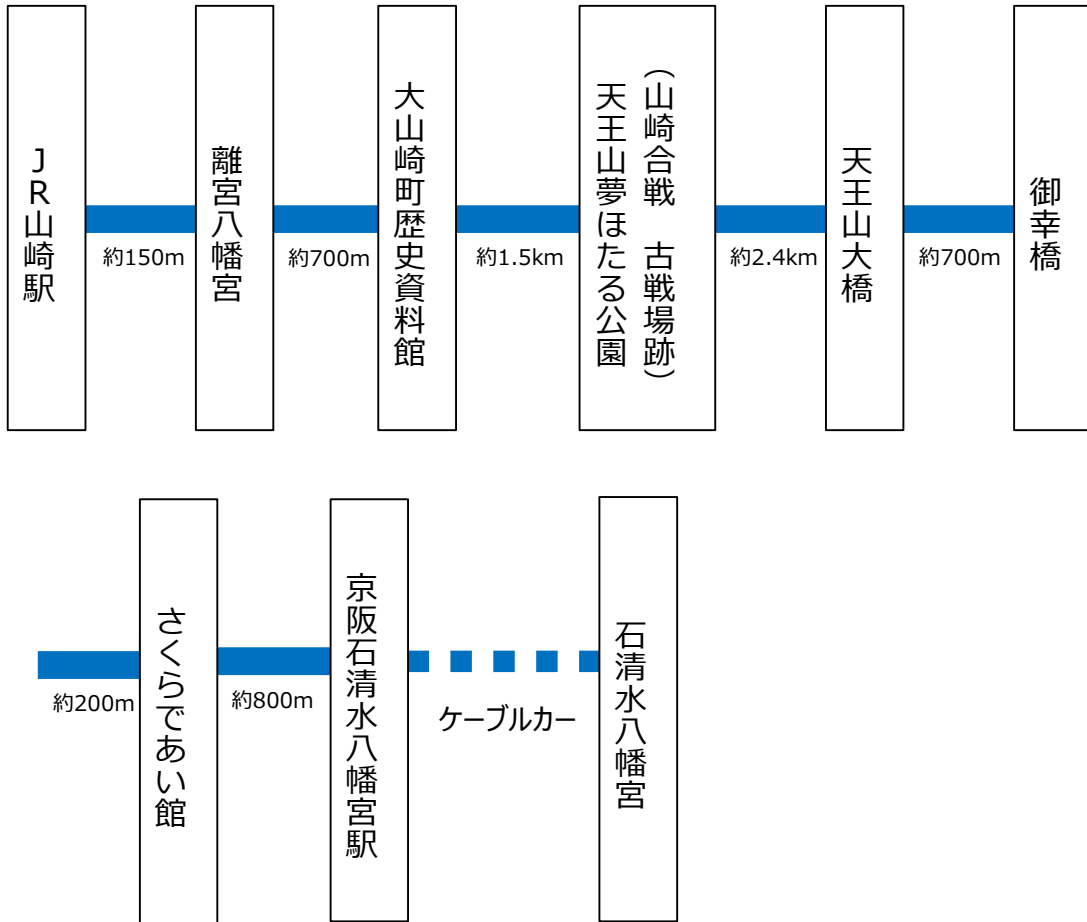 JR山崎駅
約150m
離宮八幡宮
約700m
大山崎町歴史資料館
約1.5km
(山崎合戦　古戦場跡)
天王山夢ほたる公園
約2.4km
天王山大橋
約700m
御幸橋
約200m
さくらであい館
約800m
京阪石清水八幡宮駅
ケーブルカー
石清水八幡宮